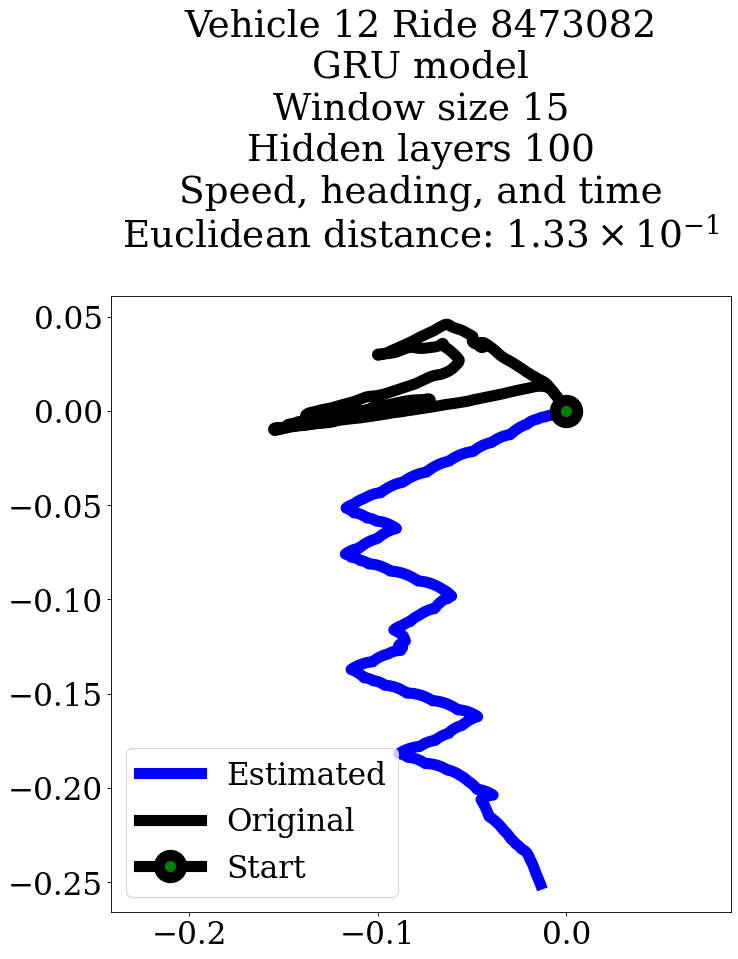 Vehicle 12 Ride 8473082
GRU model
Window size 15
Hidden layers 100
Speed, heading, and time
Euclidean distance: 1.33 × 10⁻¹
0.05
0.00
−0.05
−0.10
−0.15
−0.20
−0.25
Estimated
Original
Start
−0.2 −0.1 0.0